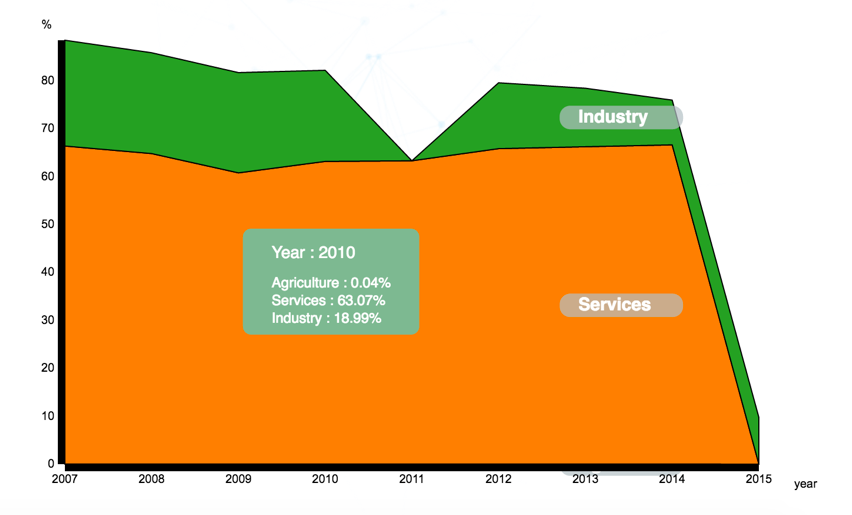 %
80
70
60
50
40
30
20
10
0
Industry
Year : 2010
Agriculture : 0.04%
Services : 63.07%
Industry : 18.99%
Services
2007 2008 2009 2010 2011 2012 2013 2014 2015
year